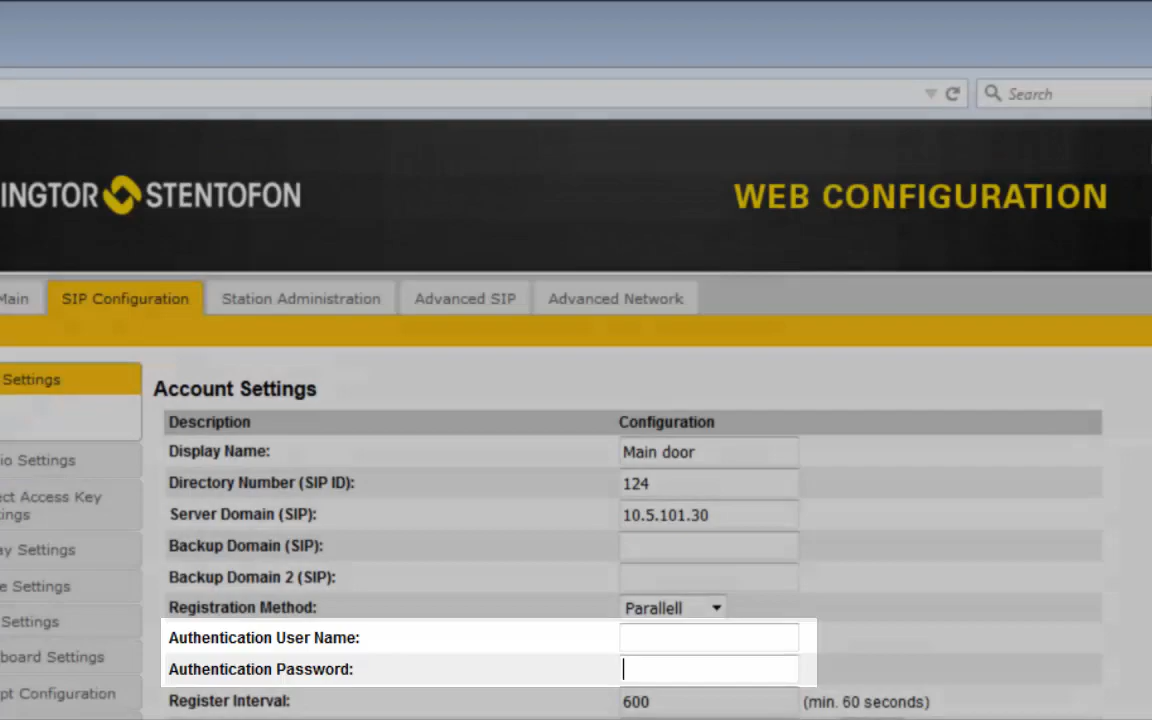 Search
INGTOR STENTOFON
WEB CONFIGURATION
Main SIP Configuration Station Administration Advanced SIP Advanced Network
Settings
Account Settings
Description Configuration
Display Name: Main door
Directory Number (SIP ID): 124
Server Domain (SIP): 10.5.101.30
Backup Domain (SIP):
Backup Domain 2 (SIP):
Registration Method: Parallell
Authentication User Name:
Authentication Password:
Register Interval: 600 (min. 60 seconds)
io Settings
ect Access Key
ings
ay Settings
e Settings
Settings
board Settings
pt Configuration